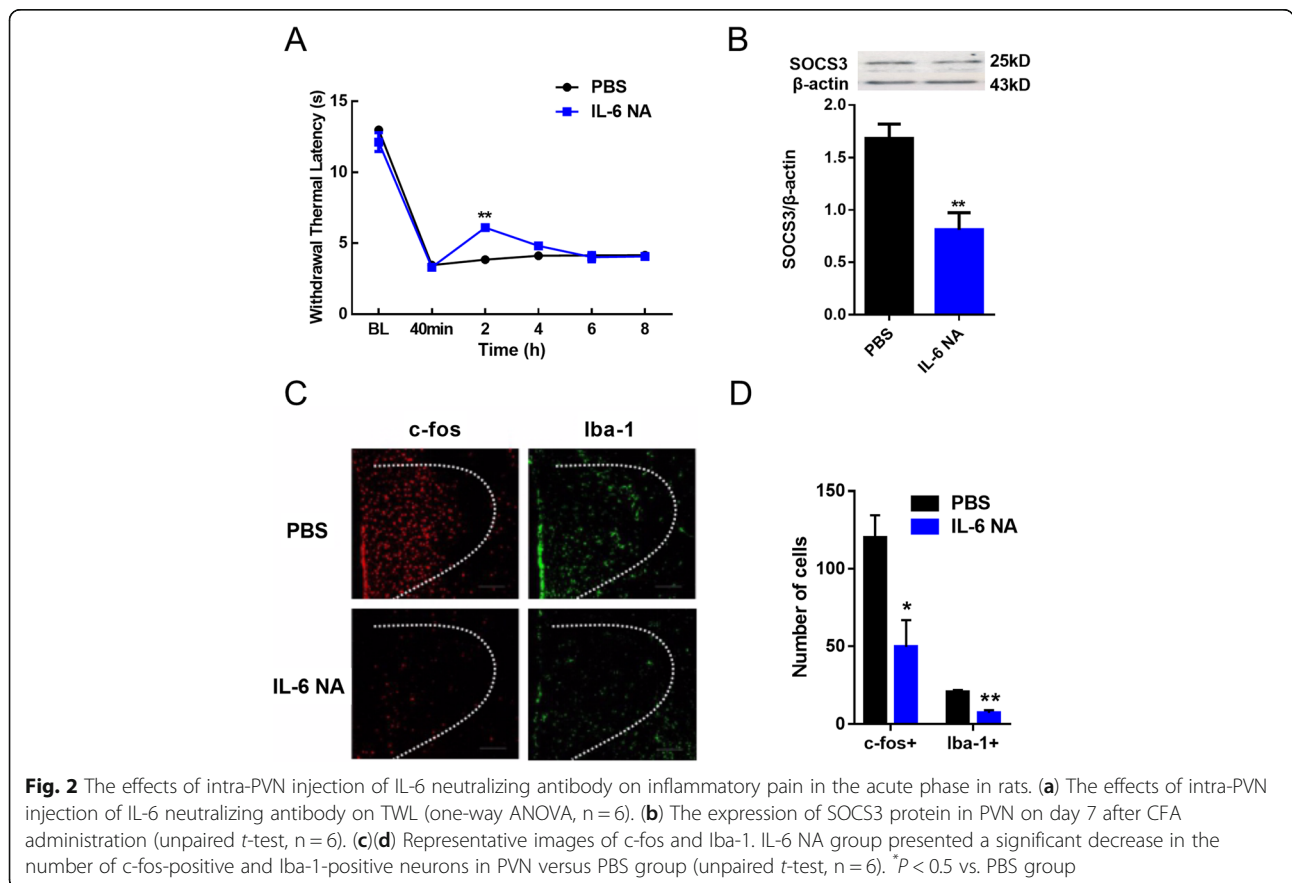 A
PBS
IL-6 NA
Withdrawal Thermal Latency (s)
15
10
5
0
**
BL 40min 2 4 6 8
Time (h)
B
SOCS3 25kD
β-actin 43kD
SOCS3/β-actin
2.0
1.5
1.0
0.5
0.0
**
PBS IL-6 NA
C
c-fos Iba-1
PBS
IL-6 NA
D
PBS
IL-6 NA
Number of cells
150
100
50
0
*
**
c-fos+ Iba-1+
Fig. 2 The effects of intra-PVN injection of IL-6 neutralizing antibody on inflammatory pain in the acute phase in rats. (a) The effects of intra-PVN
injection of IL-6 neutralizing antibody on TWL (one-way ANOVA, n = 6). (b) The expression of SOCS3 protein in PVN on day 7 after CFA
administration (unpaired t-test, n = 6). (c)(d) Representative images of c-fos and Iba-1. IL-6 NA group presented a significant decrease in the
number of c-fos-positive and Iba-1-positive neurons in PVN versus PBS group (unpaired t-test, n = 6). *P < 0.5 vs. PBS group